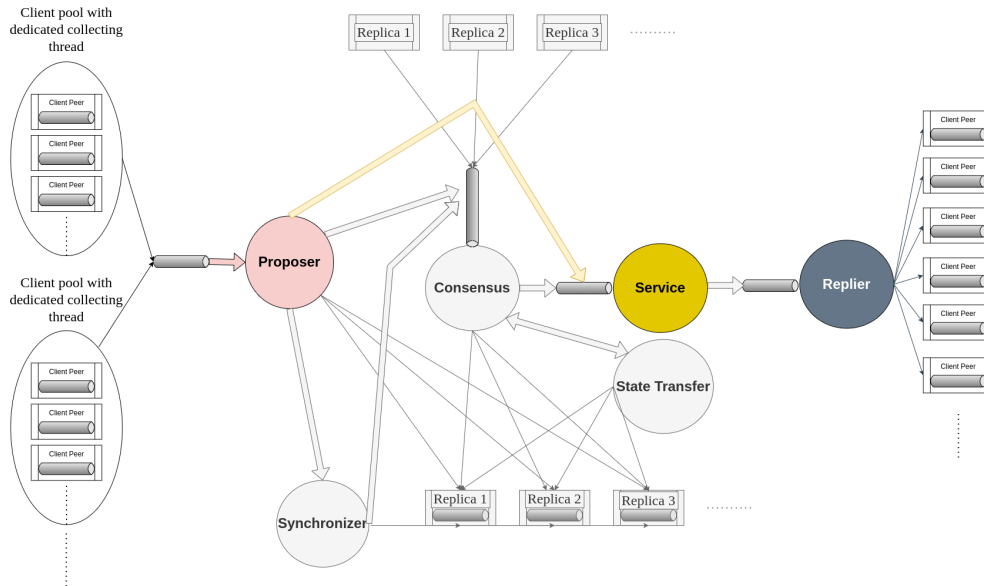 Client pool with
dedicated collecting
thread
Client Peer
Client Peer
Client Peer
Client pool with
dedicated collecting
thread
Client Peer
Client Peer
Client Peer
Replica 1
Replica 2
Replica 3
Proposer
Consensus
Service
Replier
State Transfer
Synchronizer
Replica 1
Replica 2
Replica 3
Client Peer
Client Peer
Client Peer
Client Peer
Client Peer
Client Peer